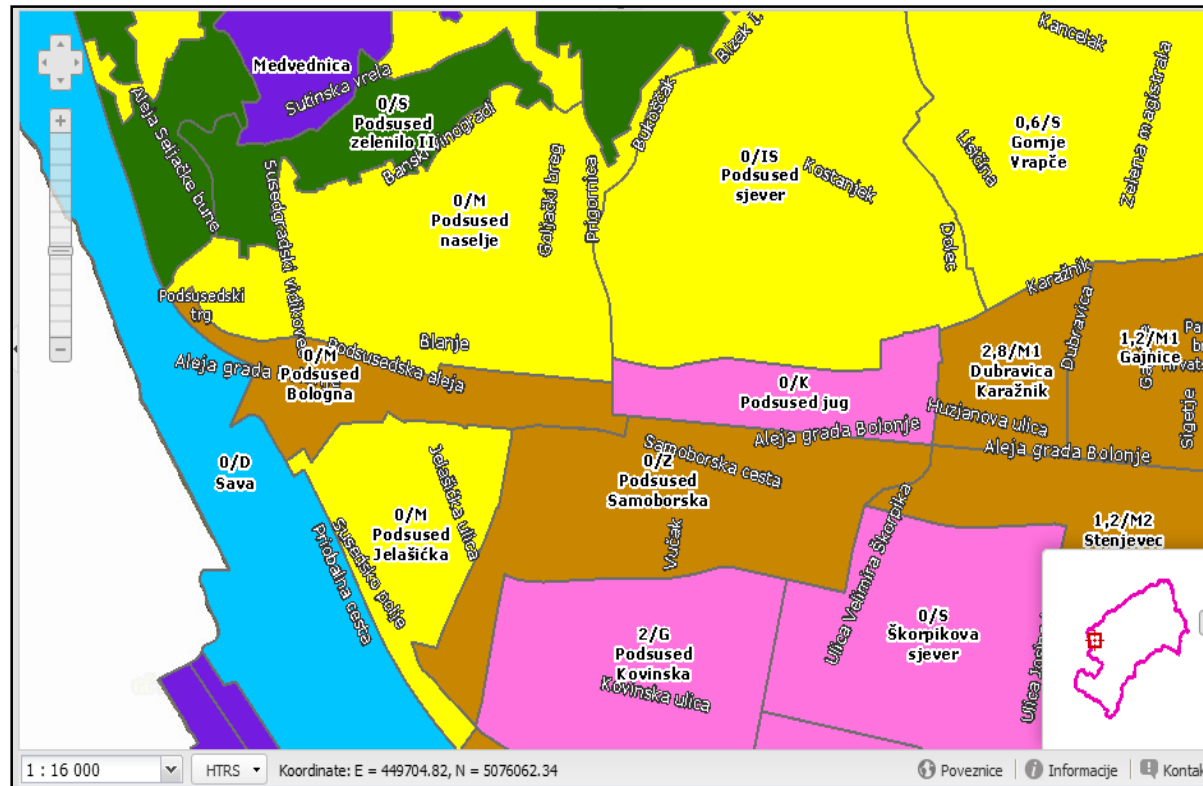 Kancelak
Bizek I.
Medvednica
Sutinska vrela
0/S
Podsused
zelenilo II
Banski vinogradi
Aleja Seljačke bune
Susedgradski vidikovec
Goljački breg
Prigornica
Bukoščak
0/IS
Podsused
sjever
Kostanjek
Lisičina
0,6/S
Gornje
Vrapče
Zelena magistrala
0/M
Podsused
naselje
Dolec
Karažnik
Podsusedski
trg
Blanje
Podsusedska aleja
0/M
Podsused
Bologna
Aleja grada
0/K
Podsused jug
Aleja grada Bolonje
2,8/M1
Dubravica
Karažnik
Dubravica
Huzjanova ulica
Aleja grada Bolonje
1,2/M1
Gajnice
Sigetje
0/D
Sava
Jelašićka ulica
0/M
Podsused
Jelašićka
Susedsko polje
Priobalna cesta
Samoborska cesta
0/Z
Podsused
Samoborska
Vučak
Ulica Velimira Škorpika
1,2/M2
Stenjevec
0/S
Škorpikova
sjever
2/G
Podsused
Kovinska
Kovinska ulica
1 : 16 000
HTRS
Koordinate: E = 449704.82, N = 5076062.34
Poveznice
Informacije
Kontak